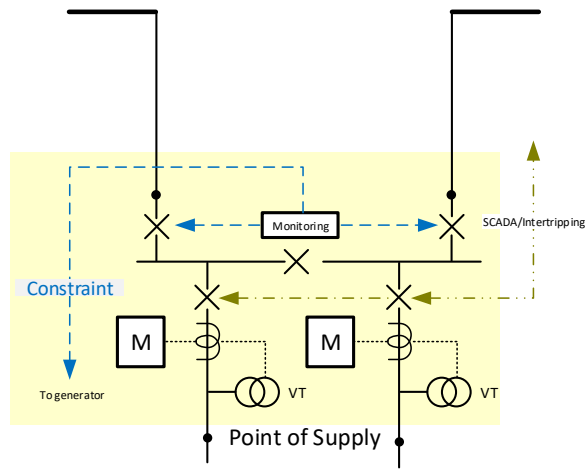 Monitoring
SCADA/Intertripping
Constraint
M
M
To generator
VT
VT
Point of Supply